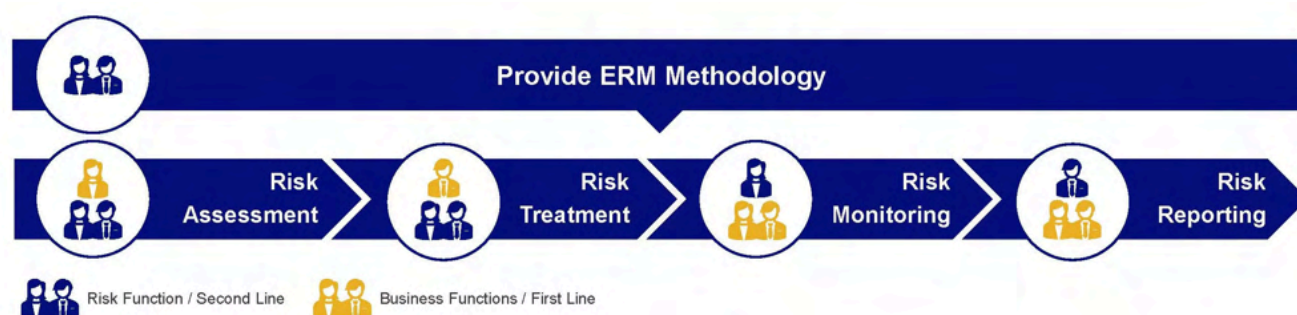 Provide ERM Methodology
Risk
Assessment
Risk
Treatment
Risk
Monitoring
Risk
Reporting
Risk Function / Second Line
Business Functions / First Line